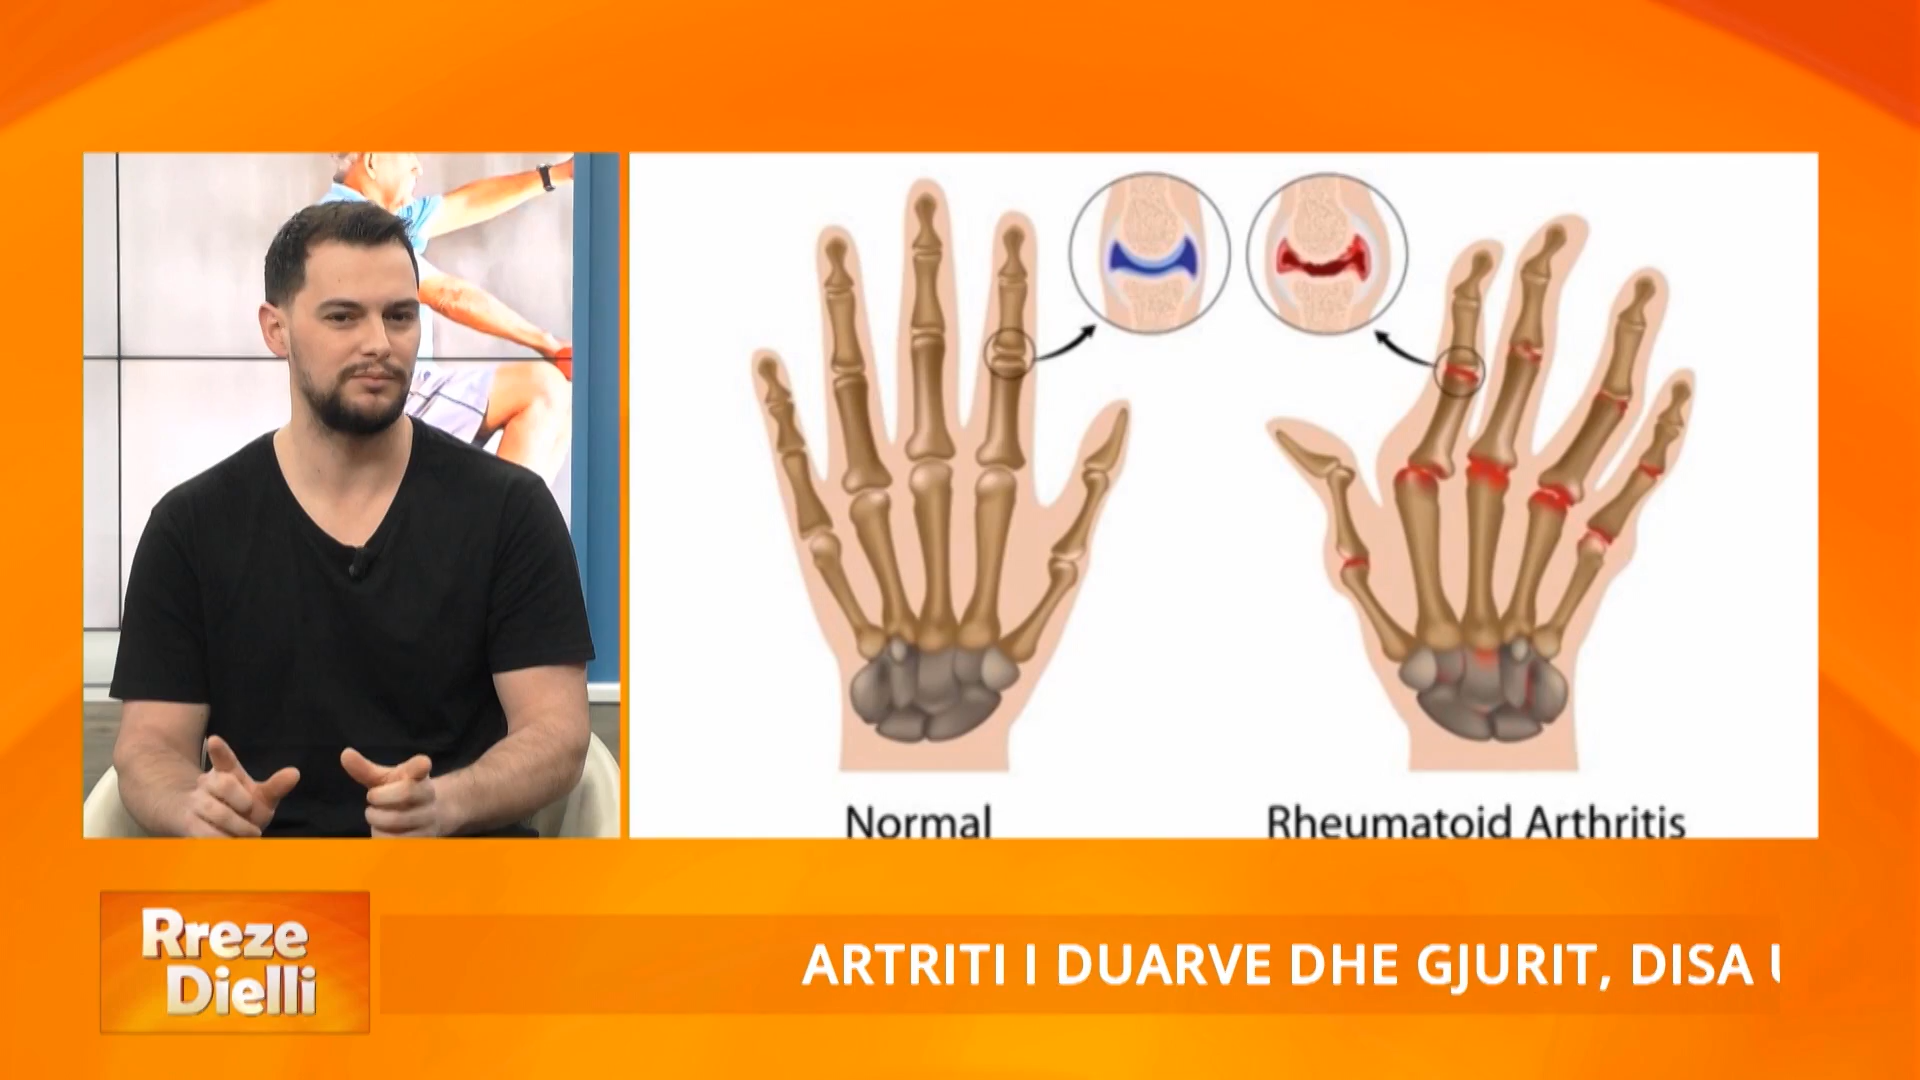 Normal
Rheumatoid Arthritis
Rreze
Dielli
ARTRITI I DUARVE DHE GJURIT, DISA